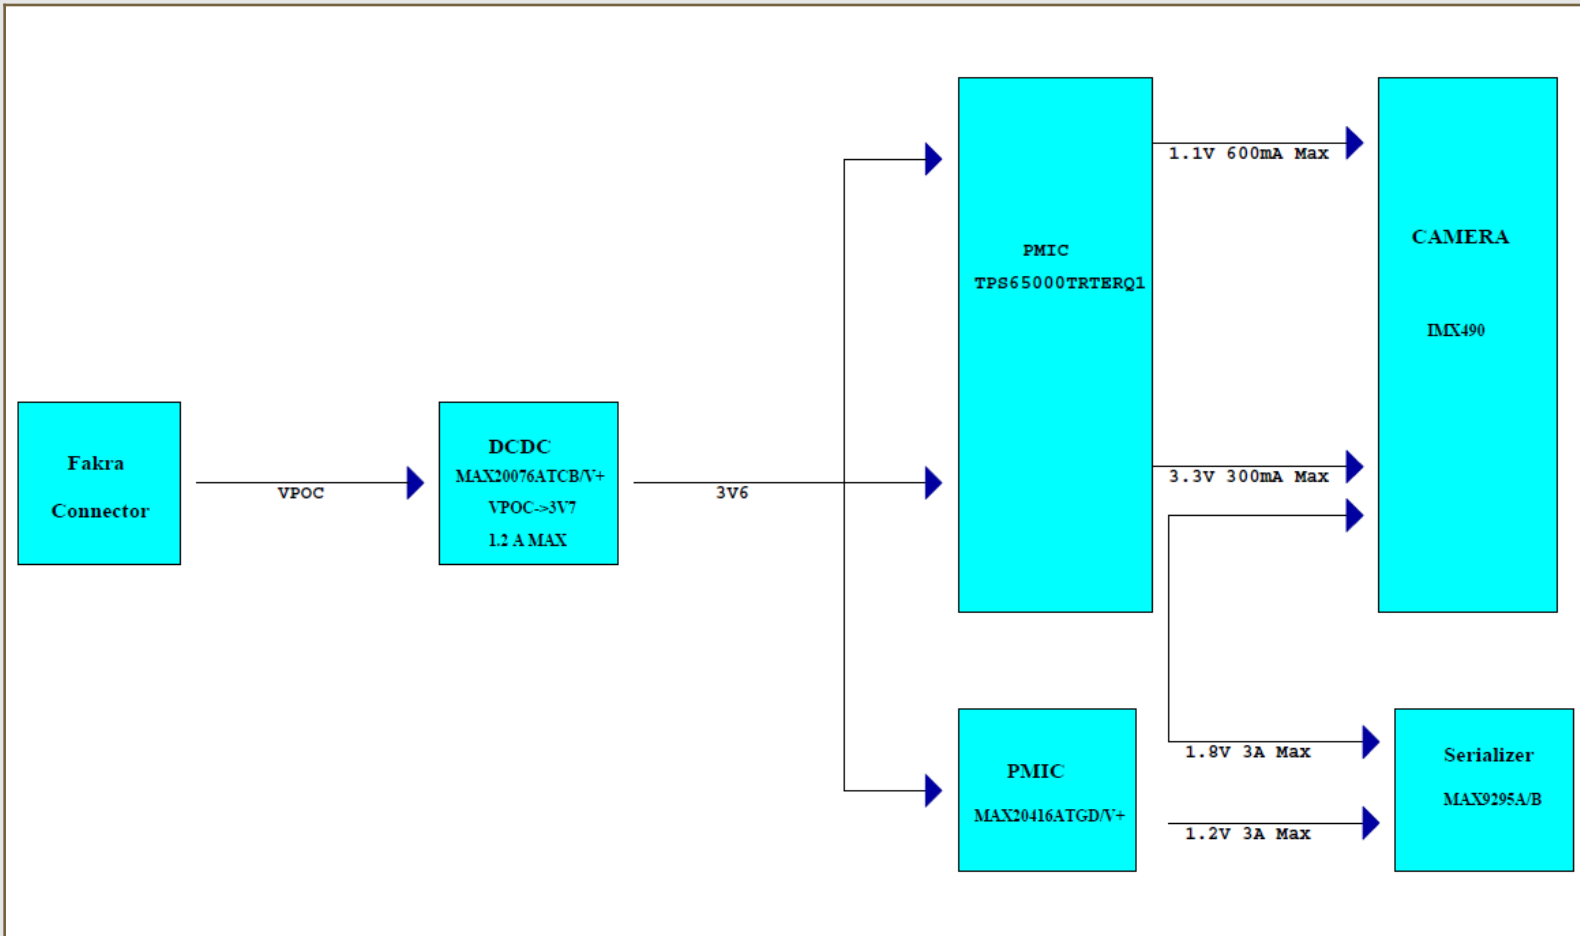 1.1V 600mA Max
CAMERA
PMIC
TPS65000TRTERQ1
IMX490
Fakra
Connector
VPOC
DCDC
MAX20076ATCB/V+
VPOC->3V7
1.2 A MAX
3V6
3.3V 300mA Max
1.8V 3A Max
Serializer
PMIC
MAX9295A/B
MAX20416ATGD/V+
1.2V 3A Max